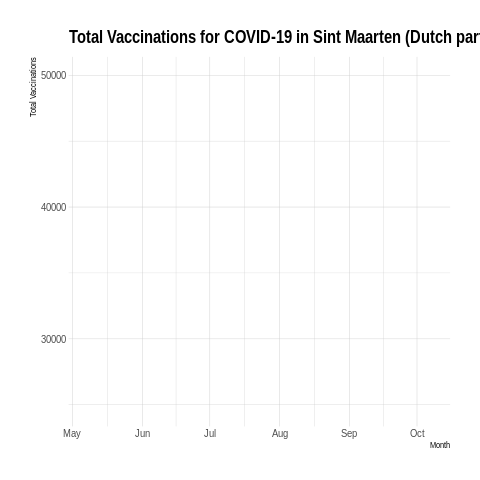 Total Vaccinations for COVID-19 in Sint Maarten (Dutch par
Total Vaccinations
50000
40000
30000
May Jun Jul Aug Sep Oct
Month